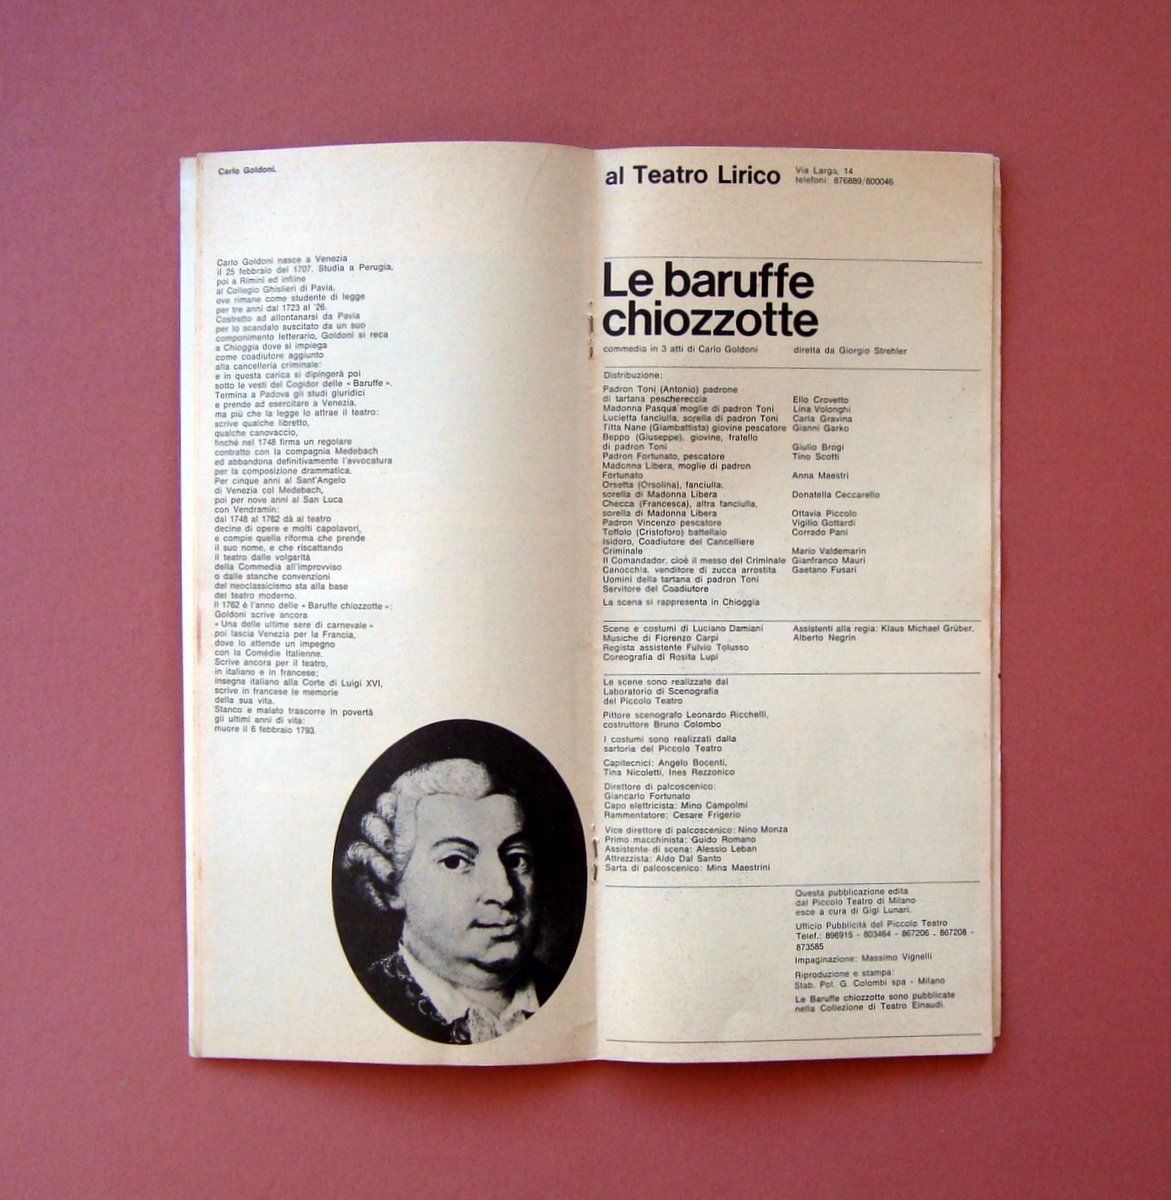 Carlo Goldoni.
Carlo Goldoni nasce a Venezia
il 25 febbraio del 1707. Studia a Perugia,
poi a Rimini ed infiine
al Collegio Ghislieri di Pavia,
ove rimane come studente di legge
per tre anni dal 1723 al '26.
Costretto ad allontanarsi da Pavia
per lo scandalo suscitato da un suo
componimento letterario, Goldoni si reca
a Chioggia dove si impiega
come coadiutore aggiunto
alla cancelleria criminale:
e in questa carica si dipingerà poi
sotto le vesti del Cogidor delle « Baruffe ».
Termina a Padova gli studi giuridici
e prende ad esercitare a Venezia,
ma più che la legge lo attrae il teatro:
scrive qualche libretto,
qualche canovaccio,
finchè nel 1748 firma un regolare
contratto con la compagnia Medebach
ed abbandona definitivamente l'avvocatura
per la composizione drammatica.
Per cinque anni al Sant'Angelo
di Venezia col Medebach,
poi per nove anni al San Luca
con Vendramin:
dal 1748 al 1762 dà al teatro
decine di opere e molti capolavori,
e compie quella riforma che prende
il suo nome, e che riscattando
il teatro dalle volgarità
della Commedia all'improvviso
o dalle stanche convenzioni
del neoclassicismo sta alla base
del teatro moderno.
Il 1762 è l'anno delle « Baruffe chiozzotte »:
Goldoni scrive ancora
« Una delle ultime sere di carnevale »
poi lascia Venezia per la Francia,
dove lo attende un impegno
con la Comédie Italienne.
Scrive ancora per il teatro,
in italiano e in francese;
insegna italiano alla Corte di Luigi XVI,
scrive in francese le memorie
della sua vita.
Stanco e malato trascorre in povertà
gli ultimi anni di vita:
muore il 6 febbraio 1793.
al Teatro Lirico
Via Larga, 14
telefoni: 876889/800046
Le baruffe
chiozzotte
commedia in 3 atti di Carlo Goldoni
diretta da Giorgio Strehler
Distribuzione:
Padron Toni (Antonio) padrone
di tartana peschereccia Elio Crovetto
Madonna Pasqua moglie di padron Toni Lina Volonghi
Lucietta fanciulla, sorella di padron Toni Carla Gravina
Titta Nane (Giambattista) giovine pescatore Gianni Garko
Beppo (Giuseppe), giovine, fratello
di padron Toni Giulio Brogi
Padron Fortunato, pescatore Tino Scotti
Madonna Libera, moglie di padron
Fortunato Anna Maestri
Orsetta (Orsolina), fanciulla,
sorella di Madonna Libera Donatella Ceccarello
Checca (Francesca), altra fanciulla,
sorella di Madonna Libera Ottavia Piccolo
Padron Vincenzo pescatore Vigilio Gottardi
Toffolo (Cristoforo) battellaio Corrado Pani
Isidoro, Coadiutore del Cancelliere
Criminale Mario Valdemarin
Il Comandador, cioè il messo del Criminale Gianfranco Mauri
Canocchia, venditore di zucca arrostita Gaetano Fusari
Uomini della tartana di padron Toni
Servitore del Coadiutore
La scena si rappresenta in Chioggia
Scene e costumi di Luciano Damiani
Musiche di Fiorenzo Carpi
Regista assistente Fulvio Tolusso
Coreografia di Rosita Lupi
Assistenti alla regia: Klaus Michael Grüber,
Alberto Negrin
Le scene sono realizzate dal
Laboratorio di Scenografia
del Piccolo Teatro
Pittore scenografo Leonardo Ricchelli,
costruttore Bruno Colombo
I costumi sono realizzati dalla
sartoria del Piccolo Teatro
Capitecnici: Angelo Bocenti,
Tina Nicoletti, Ines Rezzonico
Direttore di palcoscenico:
Giancarlo Fortunato
Capo elettricista: Mino Campolmi
Rammentatore: Cesare Frigerio
Vice direttore di palcoscenico: Nino Monza
Primo macchinista: Guido Romano
Assistente di scena: Alessio Leban
Attrezzista: Aldo Dal Santo
Sarta di palcoscenico: Mina Maestrini
Questa pubblicazione edita
dal Piccolo Teatro di Milano
esce a cura di Gigi Lunari.
Ufficio Pubblicità del Piccolo Teatro
Telef.: 896915 - 803464 - 867206 - 867208 -
873585
Impaginazione: Massimo Vignelli
Riproduzione e stampa:
Stab. Pol. G. Colombi spa - Milano
Le Baruffe chiozzotte sono pubblicate
nella Collezione di Teatro Einaudi.